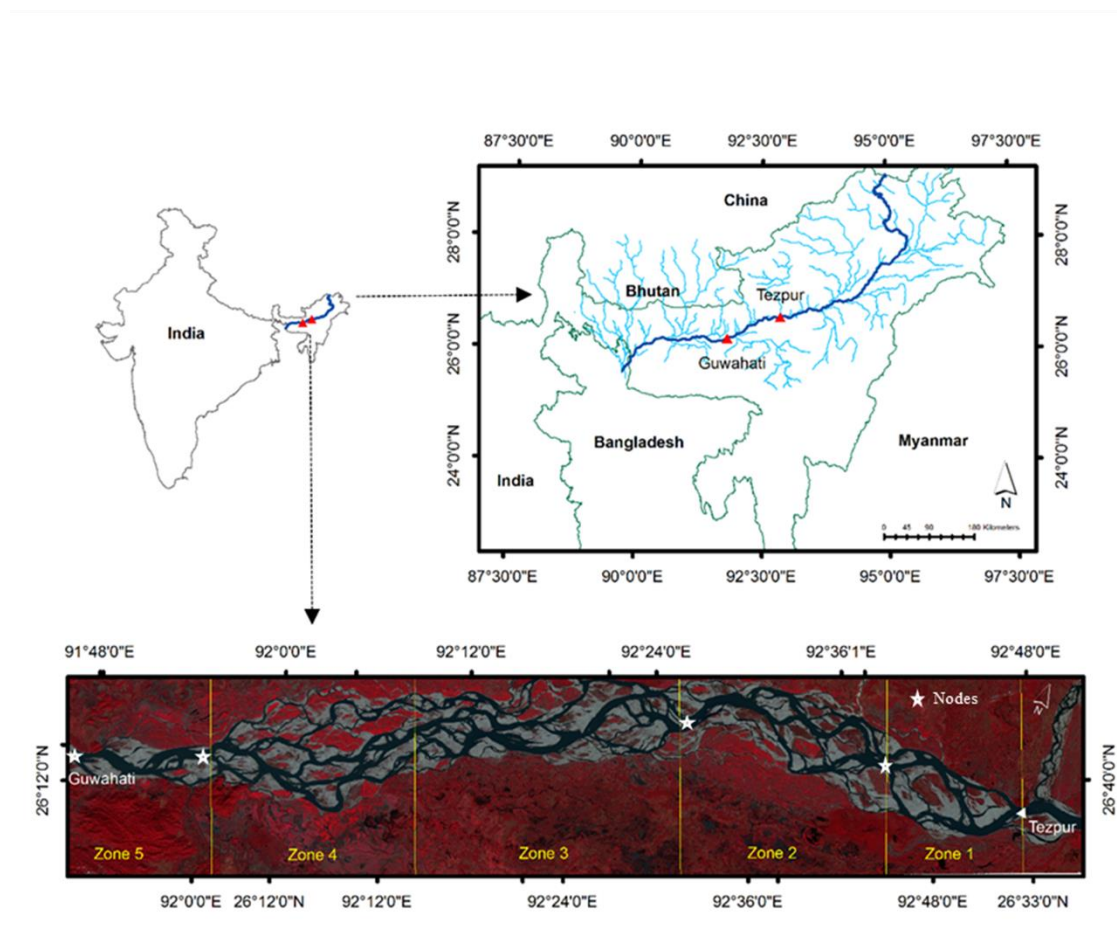 87°30'0"E 90°0'0"E 92°30'0"E 95°0'0"E 97°30'0"E
China
28°0'0"N
28°0'0"N
Bhutan
Tezpur
India
26°0'0"N
26°0'0"N
Guwahati
Bangladesh
Myanmar
24°0'0"N
24°0'0"N
India
N
0 45 90 180 Kilometers
87°30'0"E 90°0'0"E 92°30'0"E 95°0'0"E 97°30'0"E
91°48'0"E 92°0'0"E 92°12'0"E 92°24'0"E 92°36'1"E 92°48'0"E
Nodes
N
26°12'0"N
Guwahati
26°40'0"N
Tezpur
Zone 5 Zone 4 Zone 3 Zone 2 Zone 1
92°0'0"E 26°12'0"N 92°12'0"E 92°24'0"E 92°36'0"E 92°48'0"E 26°33'0"N